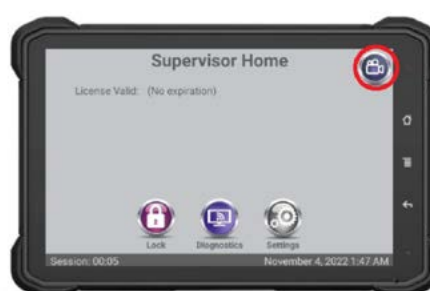 Supervisor Home
License Valid: (No expiration)
Lock Diagnostics Settings
Session: 00:05 November 4, 2022 1:47 AM